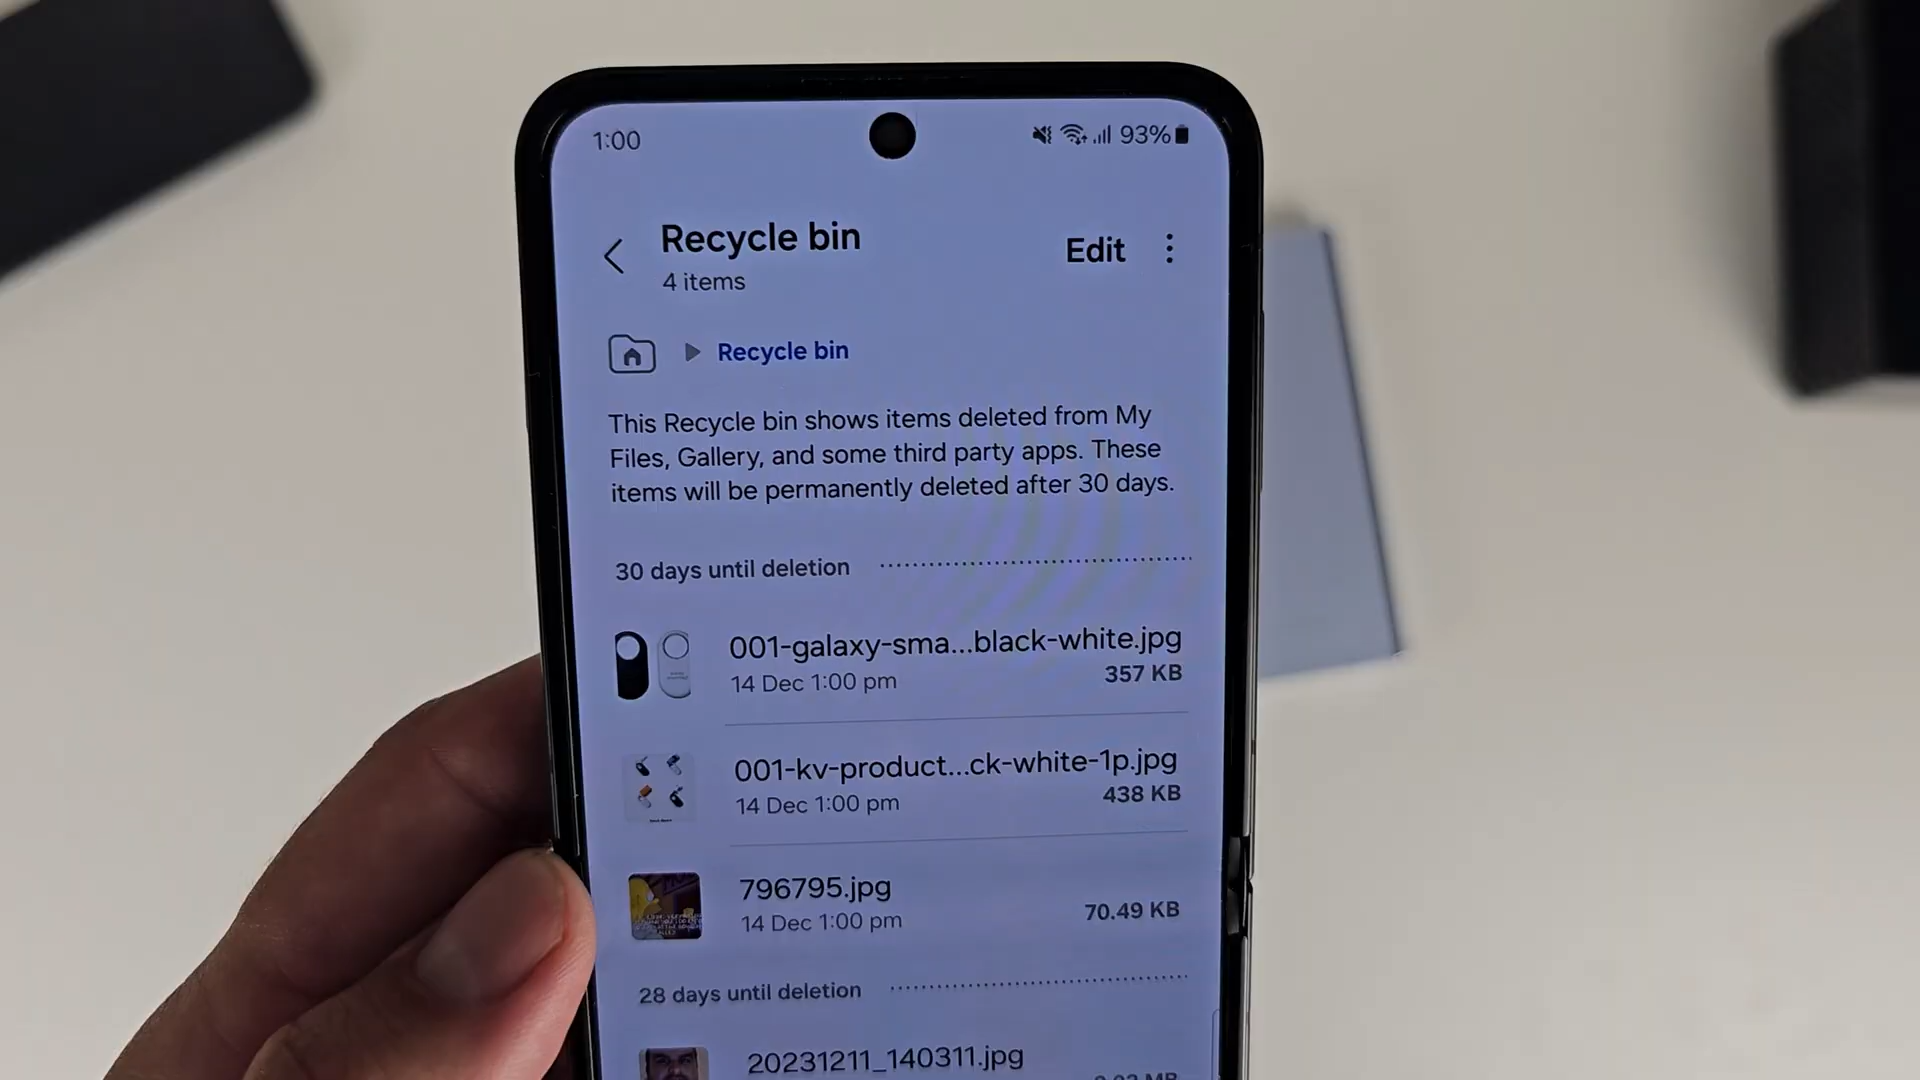 1:00
93%
Recycle bin
Edit
4 items
Recycle bin
This Recycle bin shows items deleted from My
Files, Gallery, and some third party apps. These
items will be permanently deleted after 30 days.
30 days until deletion
001-galaxy-sma...black-white.jpg
14 Dec 1:00 pm
357 KB
001-kv-product...ck-white-1p.jpg
14 Dec 1:00 pm
438 KB
796795.jpg
14 Dec 1:00 pm
70.49 KB
28 days until deletion
20231211_140311.jpg
MB